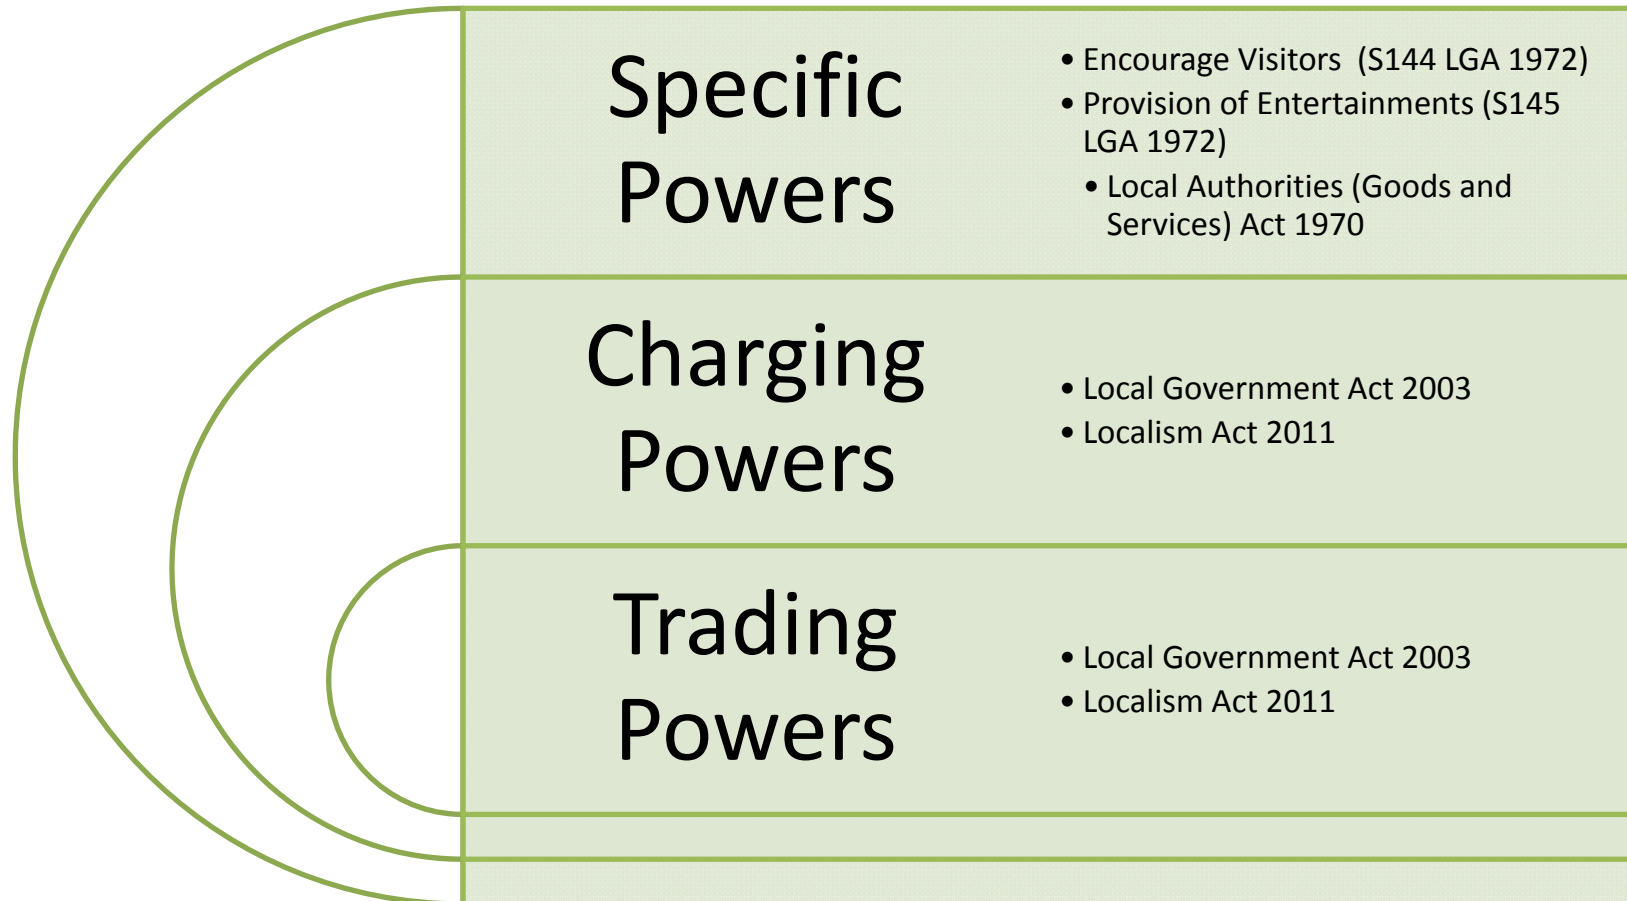 Specific
Powers
• Encourage Visitors  (S144 LGA 1972)
• Provision of Entertainments (S145
LGA 1972)
• Local Authorities (Goods and
Services) Act 1970
Charging
Powers
• Local Government Act 2003
• Localism Act 2011
Trading
Powers
• Local Government Act 2003
• Localism Act 2011